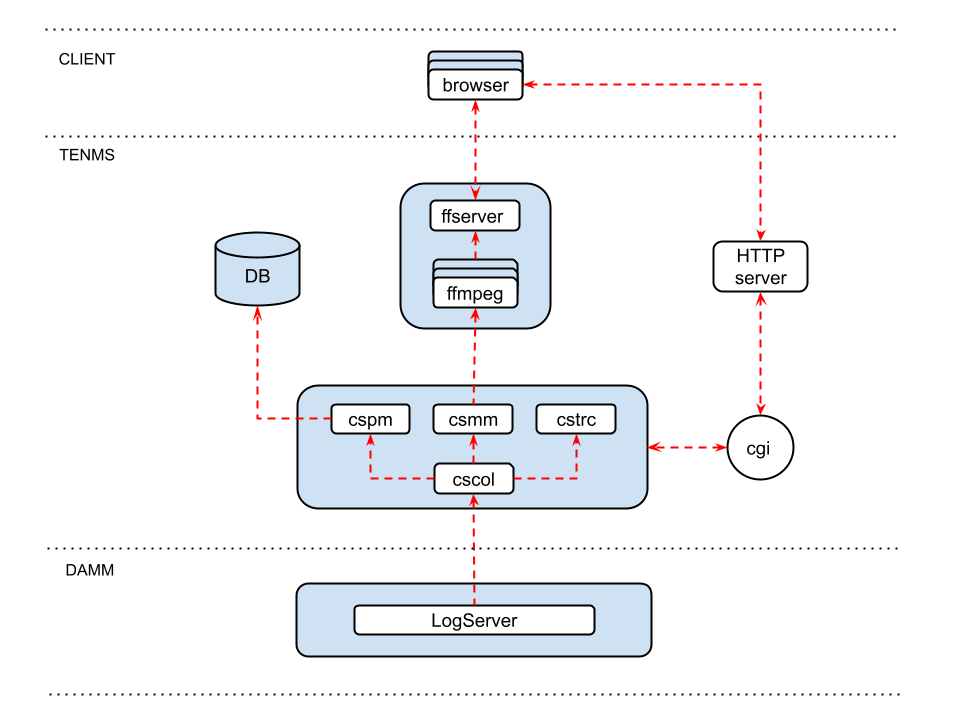 CLIENT
browser
TENMS
ffserver
DB
HTTP
server
ffmpeg
cspm
csmm
cstrc
cgi
cscol
DAMM
LogServer